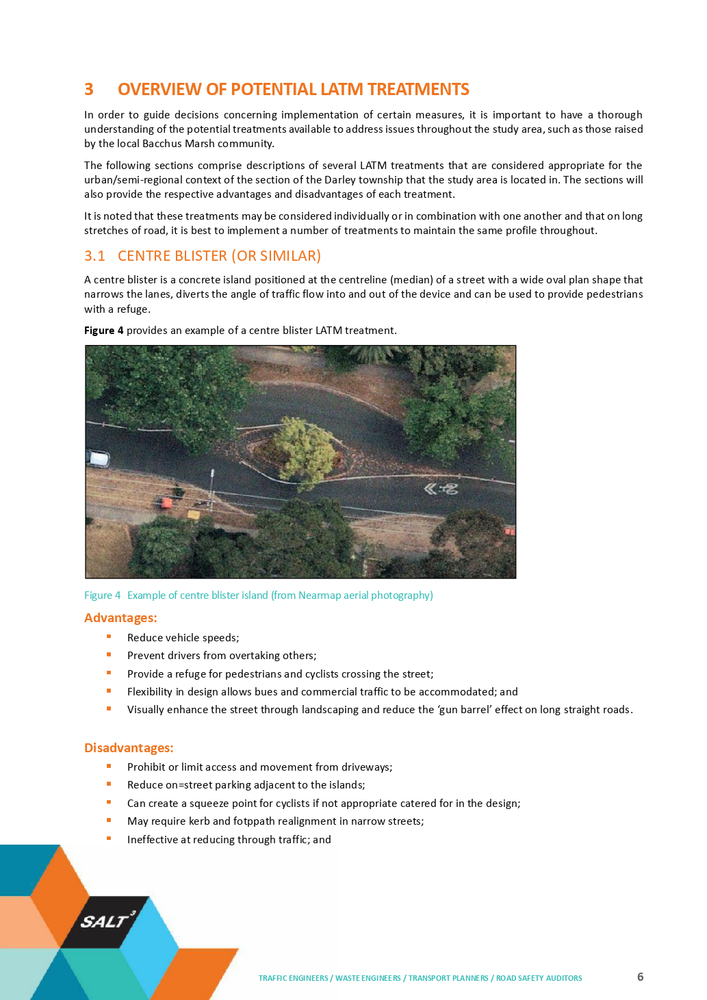 3 OVERVIEW OF POTENTIAL LATM TREATMENTS
In order to guide decisions concerning implementation of certain measures, it is important to have a thorough
understanding of the potential treatments available to address issues throughout the study area, such as those raised
by the local Bacchus Marsh community.
The following sections comprise descriptions of several LATM treatments that are considered appropriate for the
urban/semi-regional context of the section of the Darley township that the study area is located in. The sections will
also provide the respective advantages and disadvantages of each treatment.
It is noted that these treatments may be considered individually or in combination with one another and that on long
stretches of road, it is best to implement a number of treatments to maintain the same profile throughout.
3.1 CENTRE BLISTER (OR SIMILAR)
A centre blister is a concrete island positioned at the centreline (median) of a street with a wide oval plan shape that
narrows the lanes, diverts the angle of traffic flow into and out of the device and can be used to provide pedestrians
with a refuge.
Figure 4 provides an example of a centre blister LATM treatment.
Figure 4 Example of centre blister island (from Nearmap aerial photography)
Advantages:
▪ Reduce vehicle speeds;
▪ Prevent drivers from overtaking others;
▪ Provide a refuge for pedestrians and cyclists crossing the street;
▪ Flexibility in design allows bues and commercial traffic to be accommodated; and
▪ Visually enhance the street through landscaping and reduce the ‘gun barrel’ effect on long straight roads.
Disadvantages:
▪ Prohibit or limit access and movement from driveways;
▪ Reduce on=street parking adjacent to the islands;
▪ Can create a squeeze point for cyclists if not appropriate catered for in the design;
▪ May require kerb and fotppath realignment in narrow streets;
▪ Ineffective at reducing through traffic; and
SALT³
TRAFFIC ENGINEERS / WASTE ENGINEERS / TRANSPORT PLANNERS / ROAD SAFETY AUDITORS 6